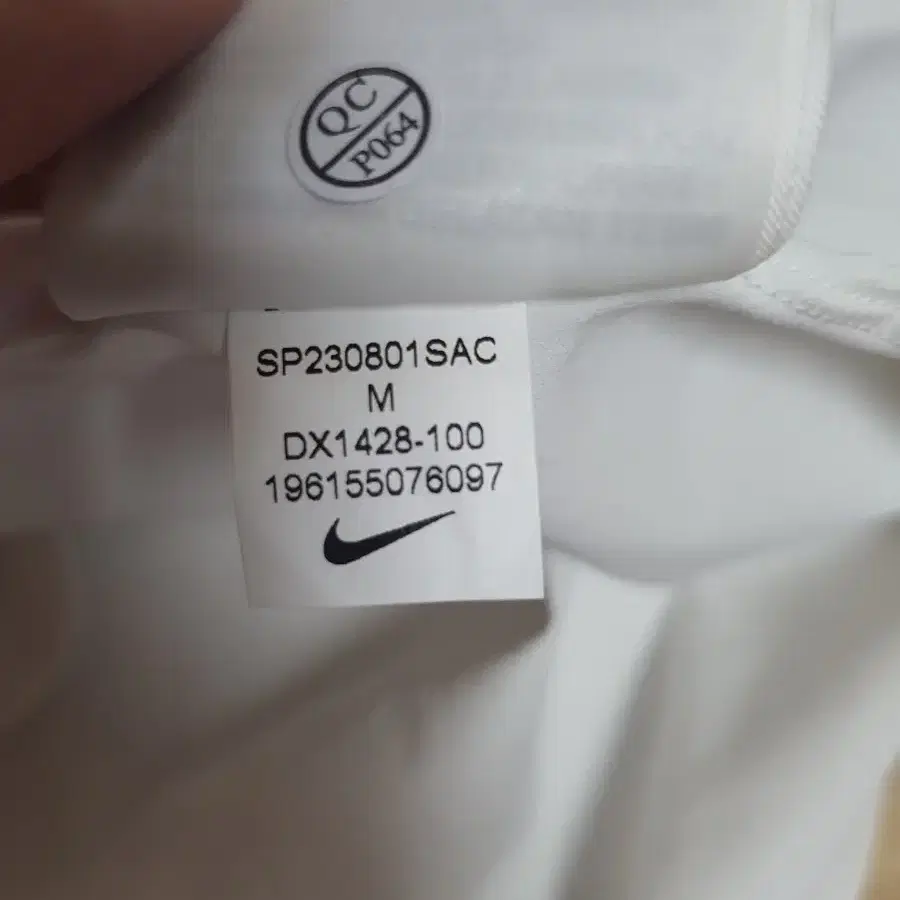 QC
P064
SP230801SAC
M
DX1428-100
196155076097